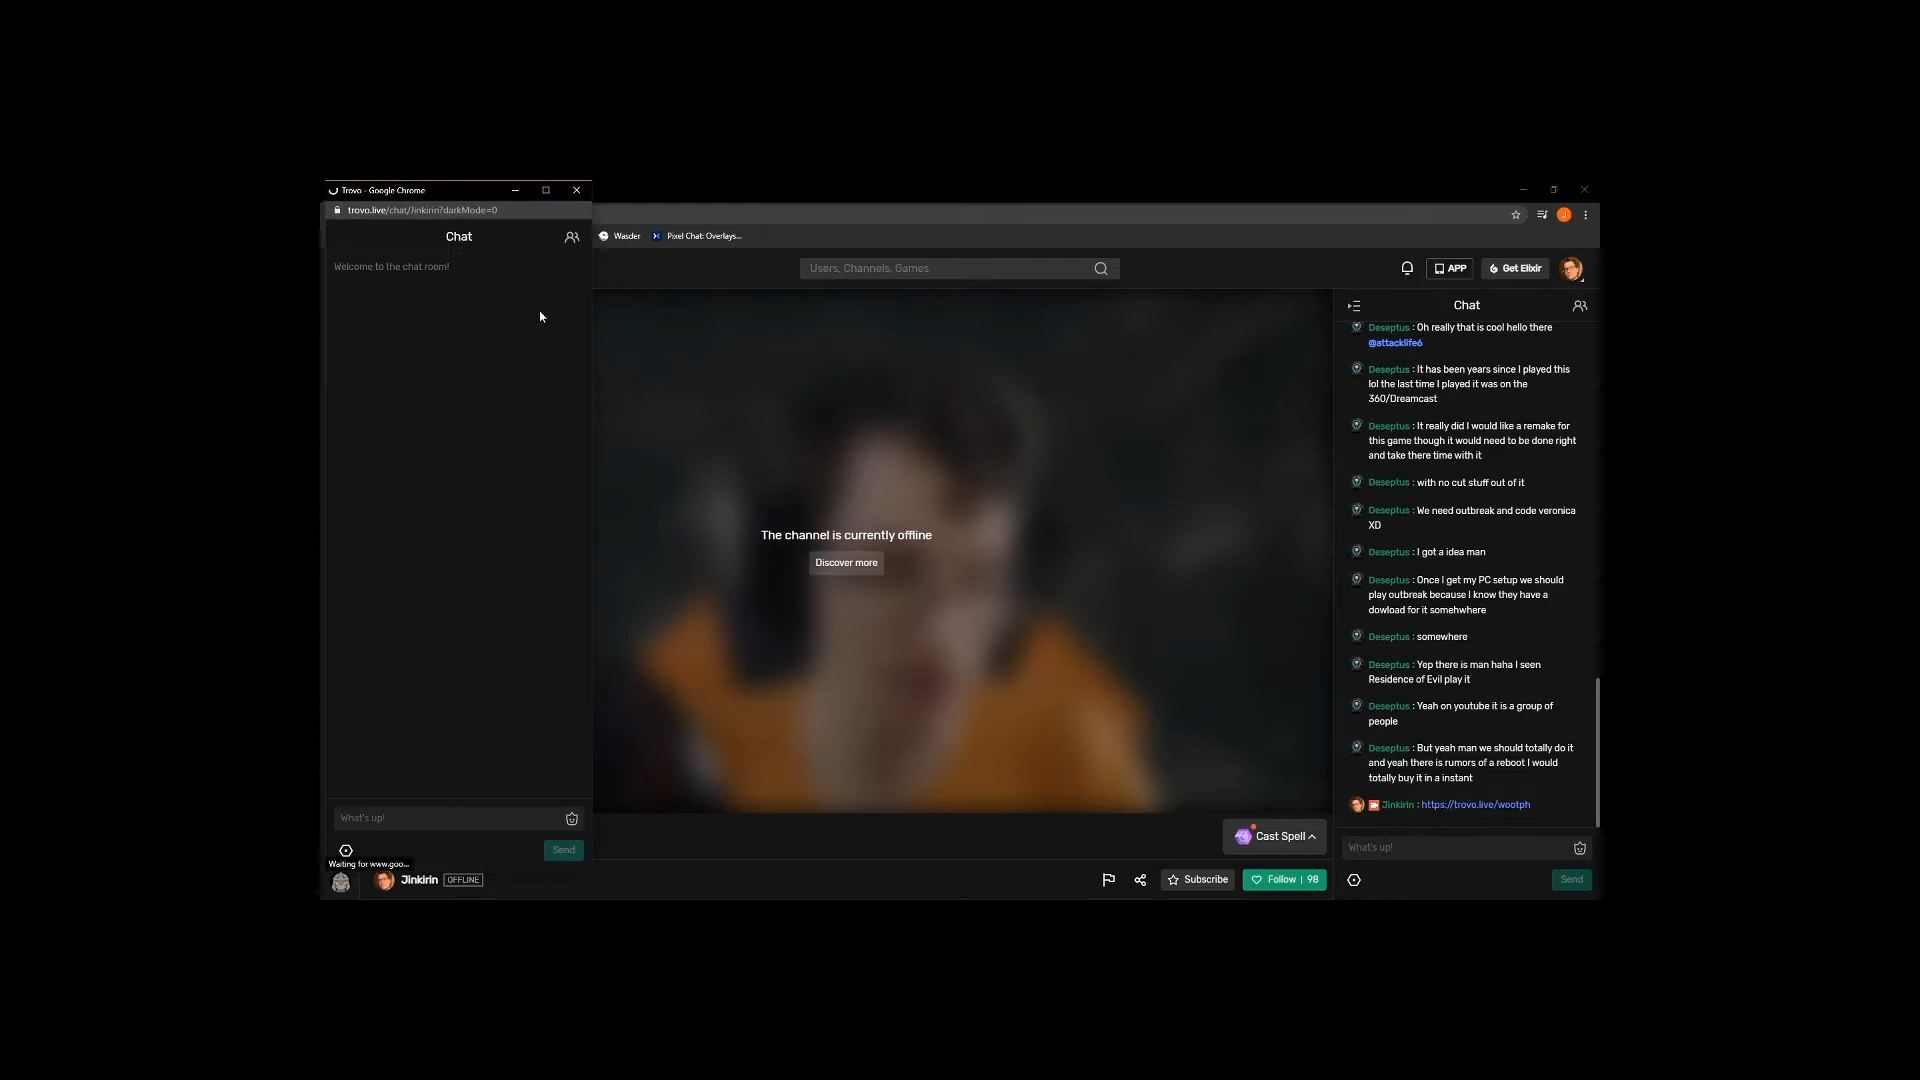 Trovo - Google Chrome
trovo.live/chat/Jinkirin?darkMode=0
Chat
Welcome to the chat room!
What's up!
Send
Waiting for www.goo...
Wasder
Pixel Chat: Overlays...
Users, Channels, Games
APP
Get Elixir
The channel is currently offline
Discover more
Cast Spell
Jinkirin OFFLINE
Subscribe
Follow | 98
Chat
Deseptus : Oh really that is cool hello there
@attacklife6
Deseptus : It has been years since I played this
lol the last time I played it was on the
360/Dreamcast
Deseptus : It really did I would like a remake for
this game though it would need to be done right
and take there time with it
Deseptus : with no cut stuff out of it
Deseptus : We need outbreak and code veronica
XD
Deseptus : I got a idea man
Deseptus : Once I get my PC setup we should
play outbreak because I know they have a
dowload for it somehwhere
Deseptus : somewhere
Deseptus : Yep there is man haha I seen
Residence of Evil play it
Deseptus : Yeah on youtube it is a group of
people
Deseptus : But yeah man we should totally do it
and yeah there is rumors of a reboot I would
totally buy it in a instant
Jinkirin : https://trovo.live/wootph
What's up!
Send